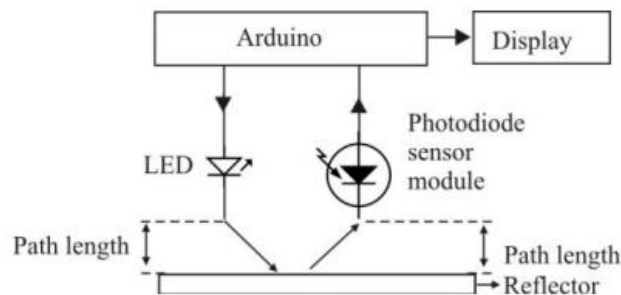 Arduino
Display
LED
Photodiode
sensor
module
Path length
Path length
Reflector